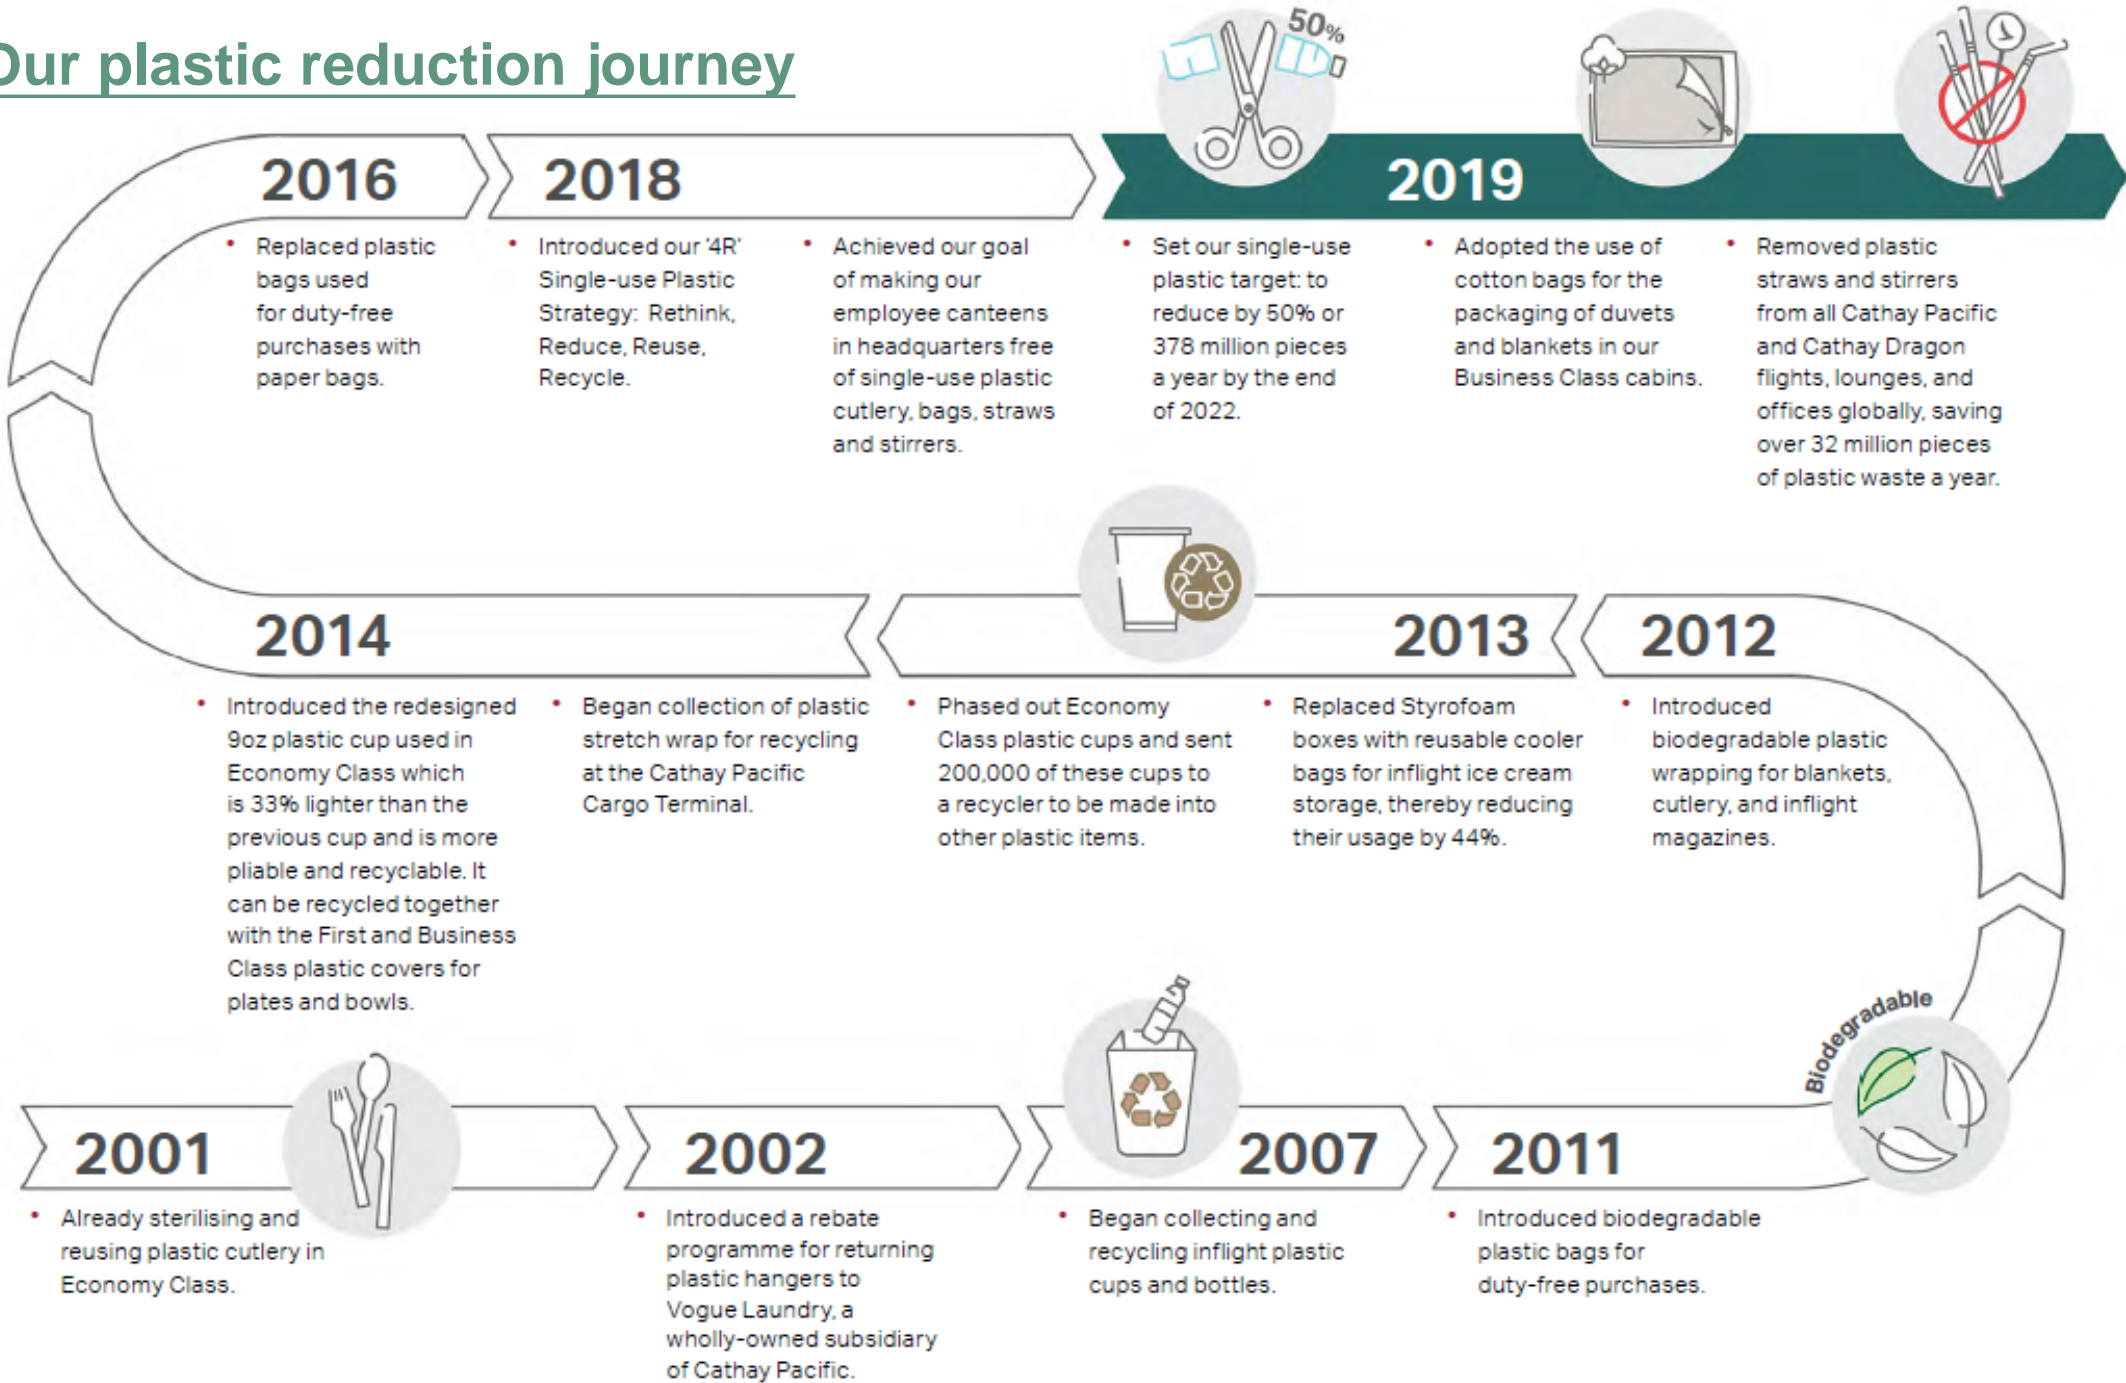 Our plastic reduction journey
50%
2016
2018
2019
• Replaced plastic
bags used
for duty-free
purchases with
paper bags.
• Introduced our '4R'
Single-use Plastic
Strategy: Rethink,
Reduce, Reuse,
Recycle.
• Achieved our goal
of making our
employee canteens
in headquarters free
of single-use plastic
cutlery, bags, straws
and stirrers.
• Set our single-use
plastic target: to
reduce by 50% or
378 million pieces
a year by the end
of 2022.
• Adopted the use of
cotton bags for the
packaging of duvets
and blankets in our
Business Class cabins.
• Removed plastic
straws and stirrers
from all Cathay Pacific
and Cathay Dragon
flights, lounges, and
offices globally, saving
over 32 million pieces
of plastic waste a year.
2014
2013
2012
• Introduced the redesigned
9oz plastic cup used in
Economy Class which
is 33% lighter than the
previous cup and is more
pliable and recyclable. It
can be recycled together
with the First and Business
Class plastic covers for
plates and bowls.
• Began collection of plastic
stretch wrap for recycling
at the Cathay Pacific
Cargo Terminal.
• Phased out Economy
Class plastic cups and sent
200,000 of these cups to
a recycler to be made into
other plastic items.
• Replaced Styrofoam
boxes with reusable cooler
bags for inflight ice cream
storage, thereby reducing
their usage by 44%.
• Introduced
biodegradable plastic
wrapping for blankets,
cutlery, and inflight
magazines.
Biodegradable
2001
2002
2007
2011
• Already sterilising and
reusing plastic cutlery in
Economy Class.
• Introduced a rebate
programme for returning
plastic hangers to
Vogue Laundry, a
wholly-owned subsidiary
of Cathay Pacific.
• Began collecting and
recycling inflight plastic
cups and bottles.
• Introduced biodegradable
plastic bags for
duty-free purchases.